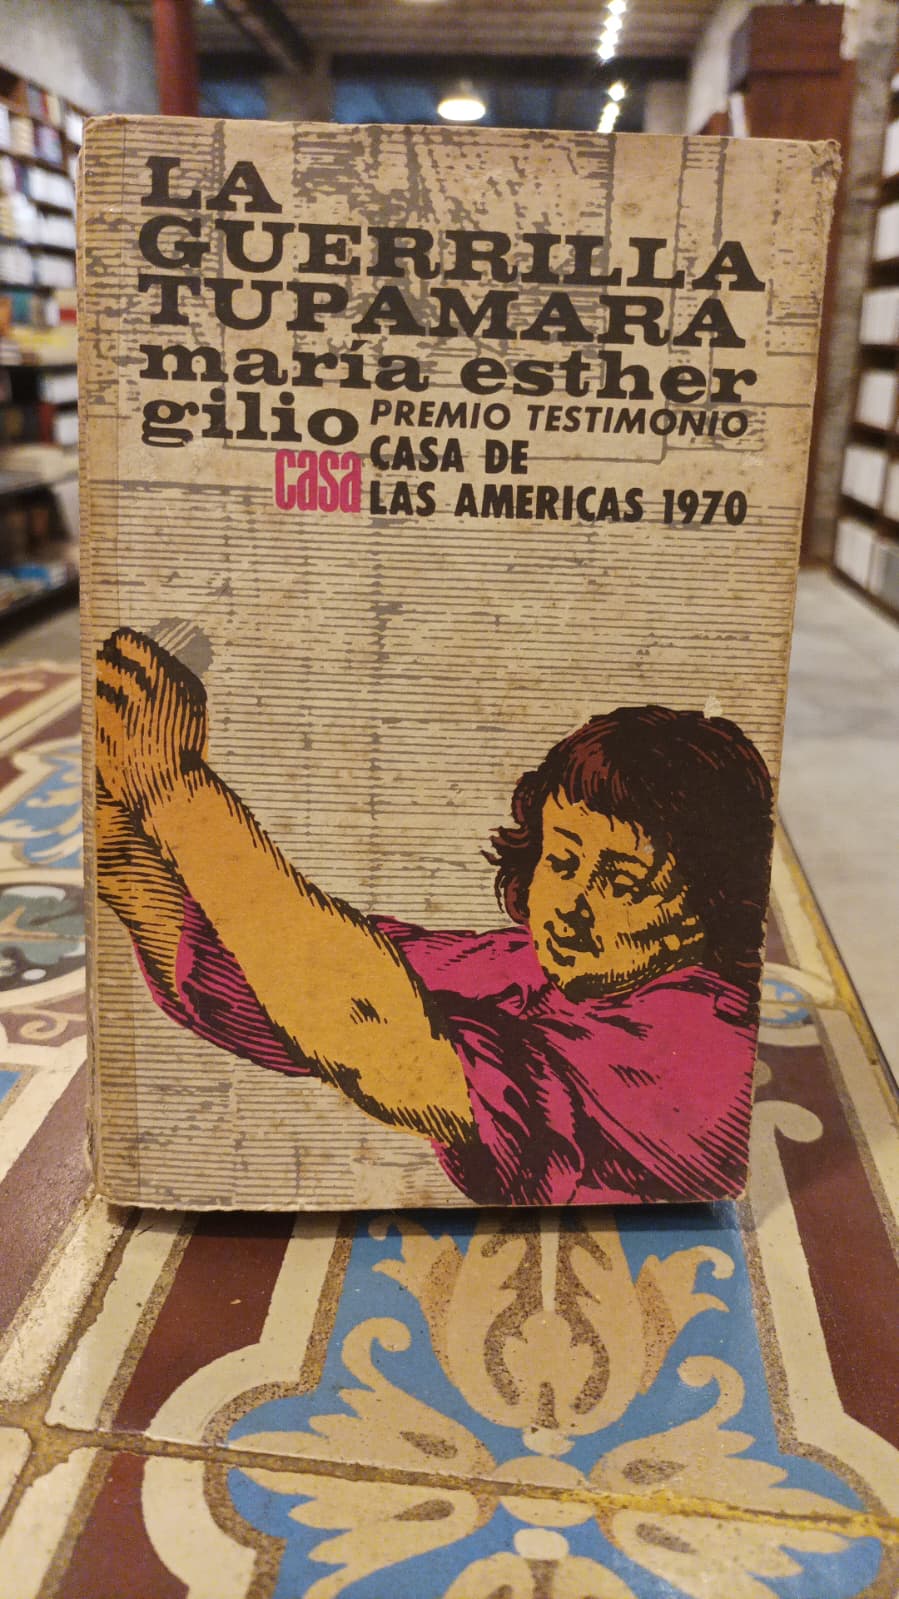 LA
GUERRILLA
TUPAMARA
maría esther
gilio PREMIO TESTIMONIO
casa CASA DE
LAS AMERICAS 1970